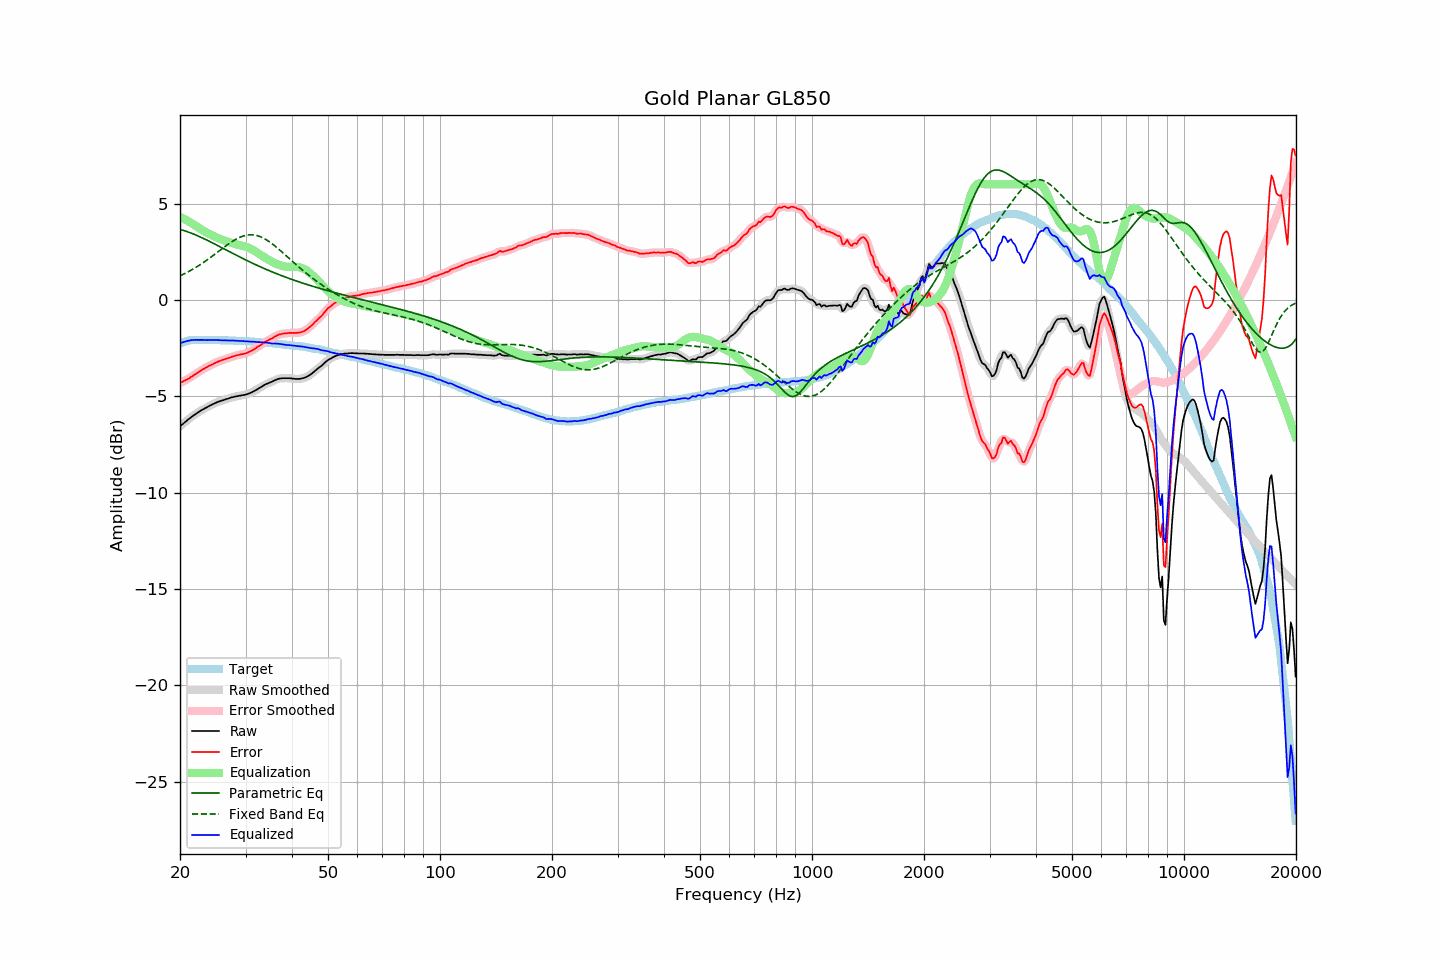 Gold Planar GL850
Amplitude (dBr)
5
0
−5
−10
−15
−20
−25
Target
Raw Smoothed
Error Smoothed
Raw
Error
Equalization
Parametric Eq
Fixed Band Eq
Equalized
20 50 100 200 500 1000 2000 5000 10000 20000
Frequency (Hz)